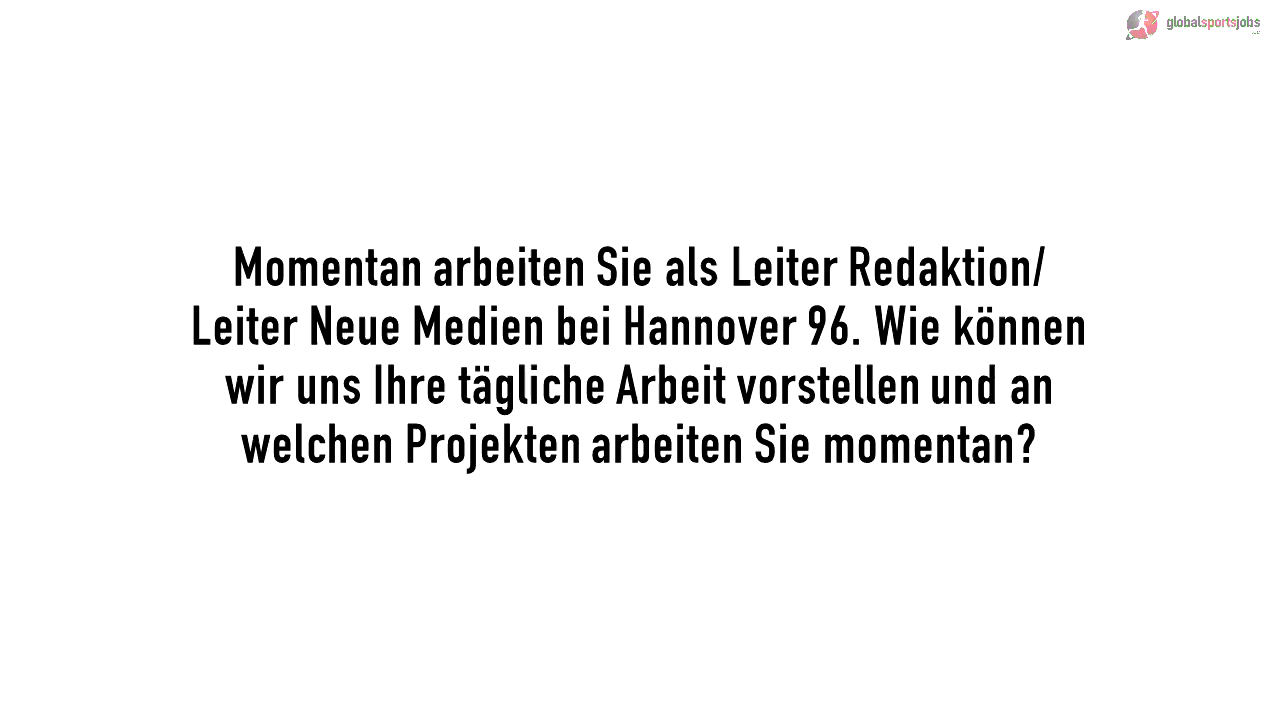 globalsportsjobs
Momentan arbeiten Sie als Leiter Redaktion/
Leiter Neue Medien bei Hannover 96. Wie können
wir uns Ihre tägliche Arbeit vorstellen und an
welchen Projekten arbeiten Sie momentan?